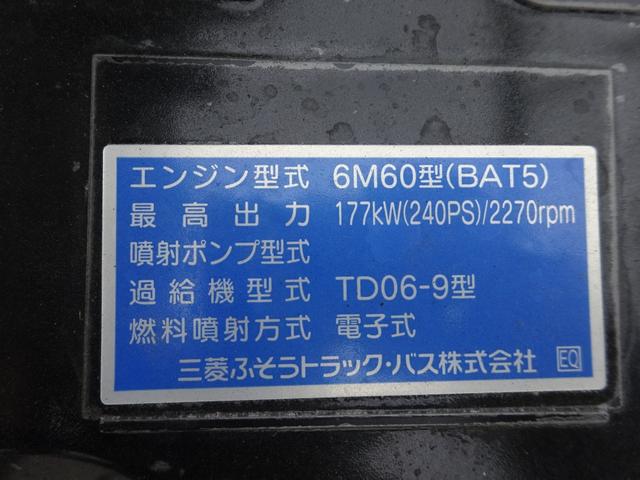 エンジン型式 6M60型(BAT5)
最高出力 177kW(240PS)/2270rpm
噴射ポンプ型式
過給機型式 TD06-9型
燃料噴射方式 電子式
三菱ふそうトラック・バス株式会社 EQ